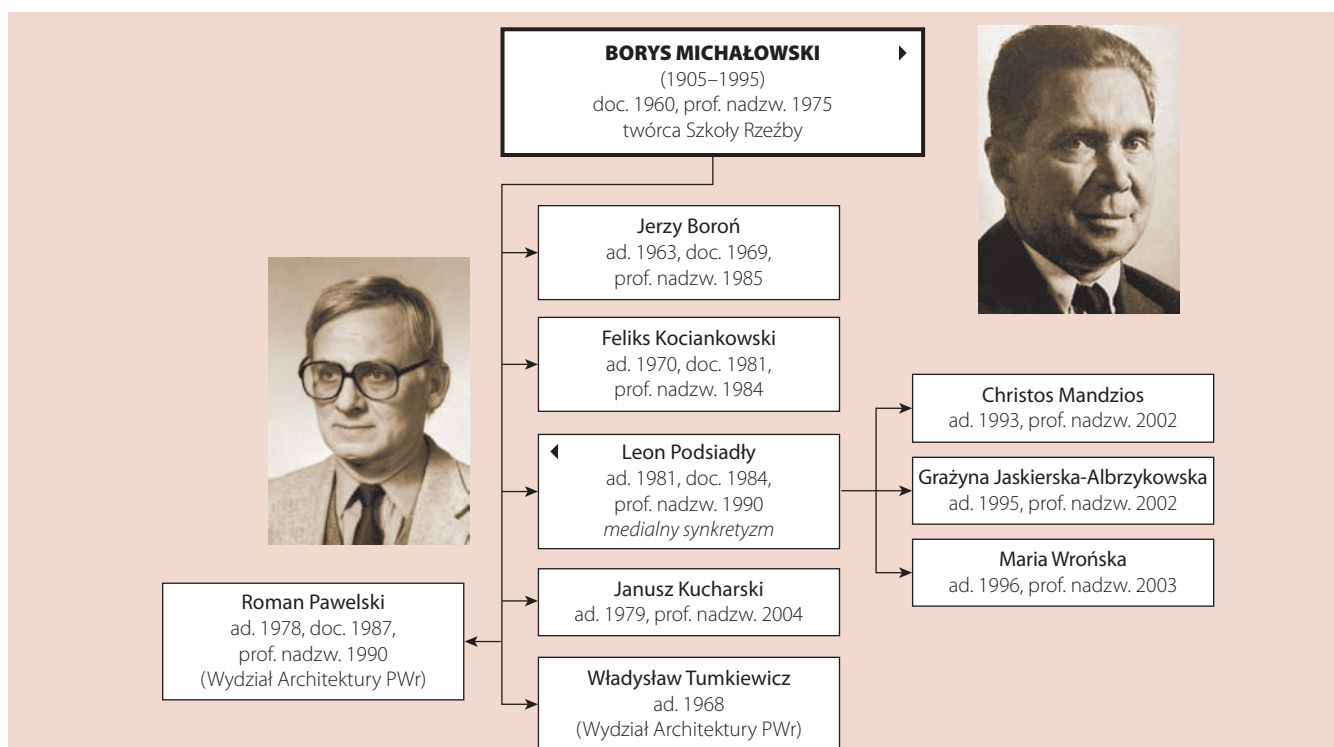 BORYS MICHAŁOWSKI
(1905–1995)
doc. 1960, prof. nadzw. 1975
twórca Szkoły Rzeźby
Jerzy Boroń
ad. 1963, doc. 1969,
prof. nadzw. 1985
Feliks Kociankowski
ad. 1970, doc. 1981,
prof. nadzw. 1984
Leon Podsiadły
ad. 1981, doc. 1984,
prof. nadzw. 1990
medialny synkretyzm
Christos Mandzios
ad. 1993, prof. nadzw. 2002
Grażyna Jaskierska-Albrzykowska
ad. 1995, prof. nadzw. 2002
Maria Wrońska
ad. 1996, prof. nadzw. 2003
Janusz Kucharski
ad. 1979, prof. nadzw. 2004
Roman Pawelski
ad. 1978, doc. 1987,
prof. nadzw. 1990
(Wydział Architektury PWr)
Władysław Tumkiewicz
ad. 1968
(Wydział Architektury PWr)